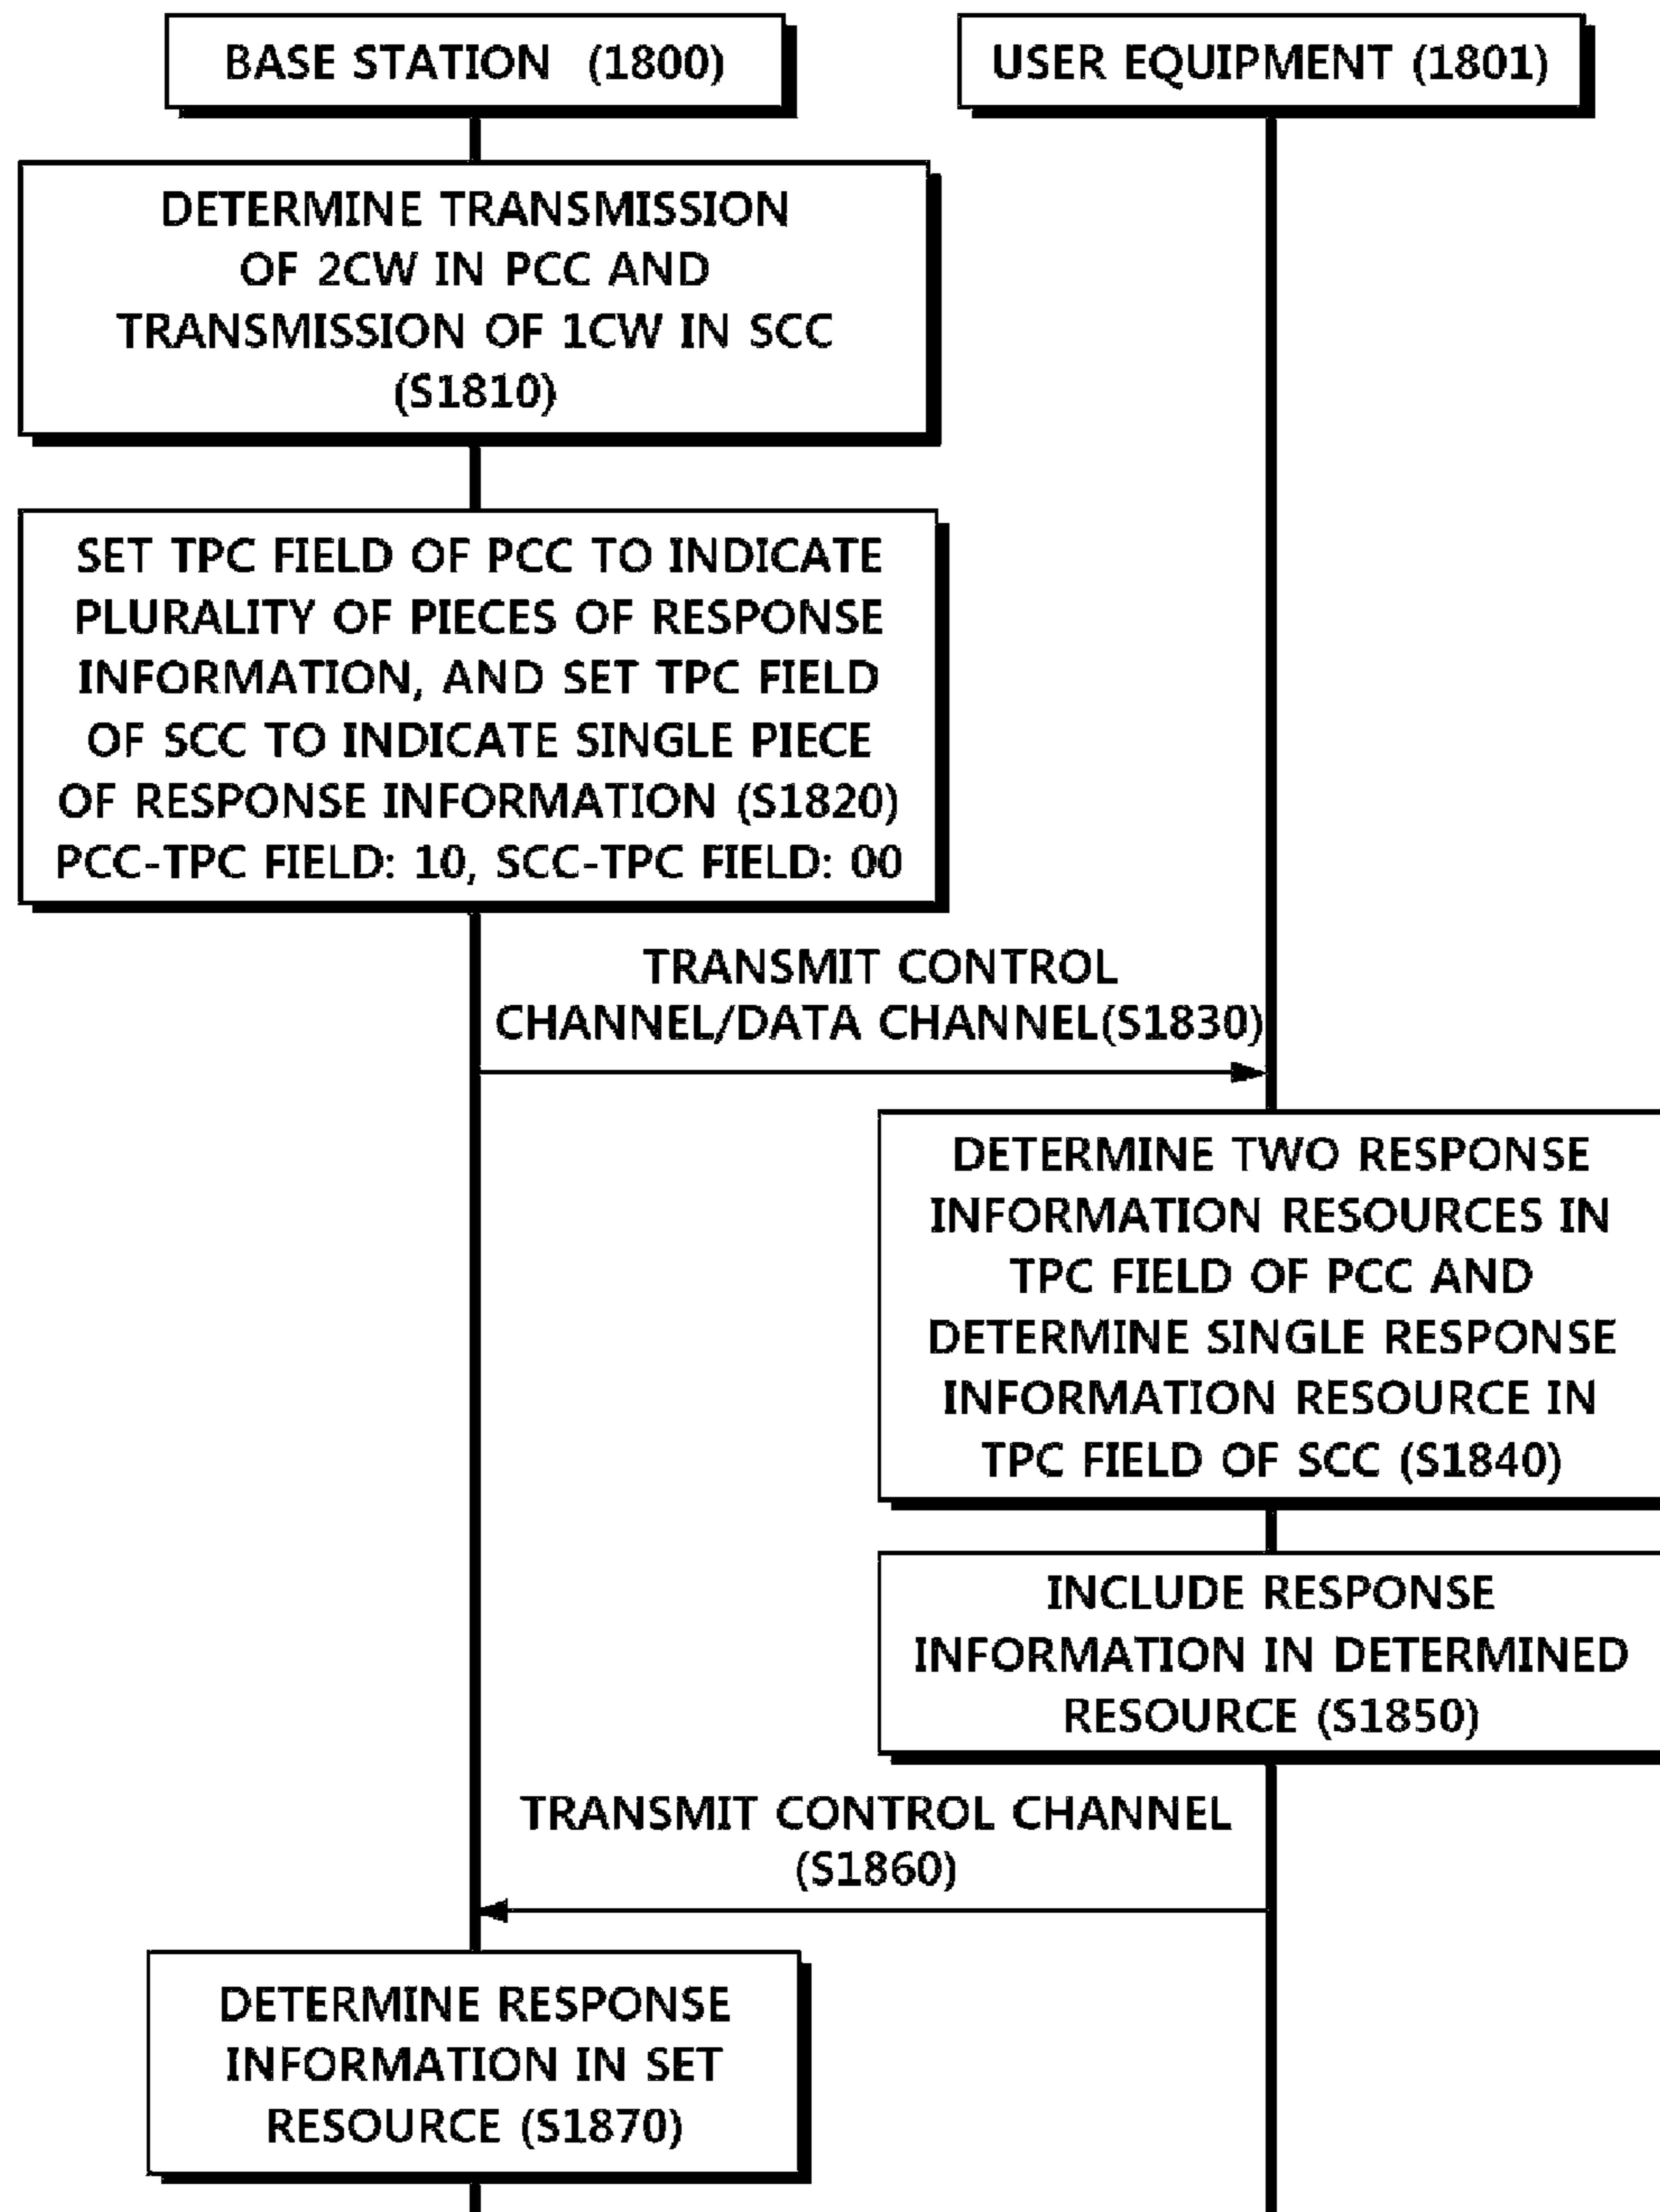 BASE STATION (1800)
USER EQUIPMENT (1801)
DETERMINE TRANSMISSION
OF 2CW IN PCC AND
TRANSMISSION OF 1CW IN SCC
(S1810)
SET TPC FIELD OF PCC TO INDICATE
PLURALITY OF PIECES OF RESPONSE
INFORMATION, AND SET TPC FIELD
OF SCC TO INDICATE SINGLE PIECE
OF RESPONSE INFORMATION (S1820)
PCC-TPC FIELD: 10, SCC-TPC FIELD: 00
TRANSMIT CONTROL
CHANNEL/DATA CHANNEL(S1830)
DETERMINE TWO RESPONSE
INFORMATION RESOURCES IN
TPC FIELD OF PCC AND
DETERMINE SINGLE RESPONSE
INFORMATION RESOURCE IN
TPC FIELD OF SCC (S1840)
INCLUDE RESPONSE
INFORMATION IN DETERMINED
RESOURCE (S1850)
TRANSMIT CONTROL CHANNEL
(S1860)
DETERMINE RESPONSE
INFORMATION IN SET
RESOURCE (S1870)